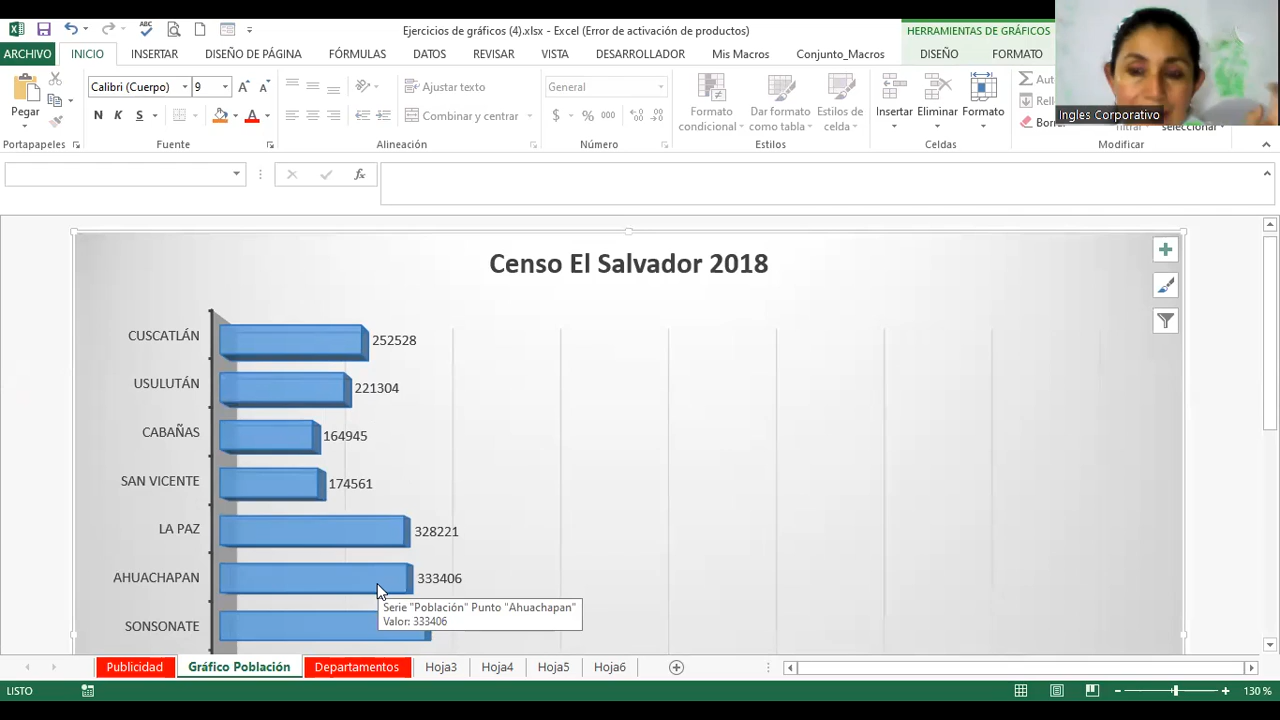 Ejercicios de gráficos (4).xlsx - Excel (Error de activación de productos)
HERRAMIENTAS DE GRÁFICOS
ARCHIVO INICIO INSERTAR DISEÑO DE PÁGINA FÓRMULAS DATOS REVISAR VISTA DESARROLLADOR Mis Macros Conjunto_Macros DISEÑO FORMATO
Pegar
Calibri (Cuerpo)
N K S
Ajustar texto
Combinar y centrar
General
$ % 000
Formato condicional
Dar formato como tabla
Estilos de celda
Insertar Eliminar Formato
Ingles Corporativo
Portapapeles Fuente Alineación Número Estilos Celdas Modificar
fx
Censo El Salvador 2018
CUSCATLÁN 252528
USULUTÁN 221304
CABAÑAS 164945
SAN VICENTE 174561
LA PAZ 328221
AHUACHAPAN 333406
Serie "Población" Punto "Ahuachapan"
Valor: 333406
SONSONATE
Publicidad Gráfico Población Departamentos Hoja3 Hoja4 Hoja5 Hoja6
LISTO
130 %